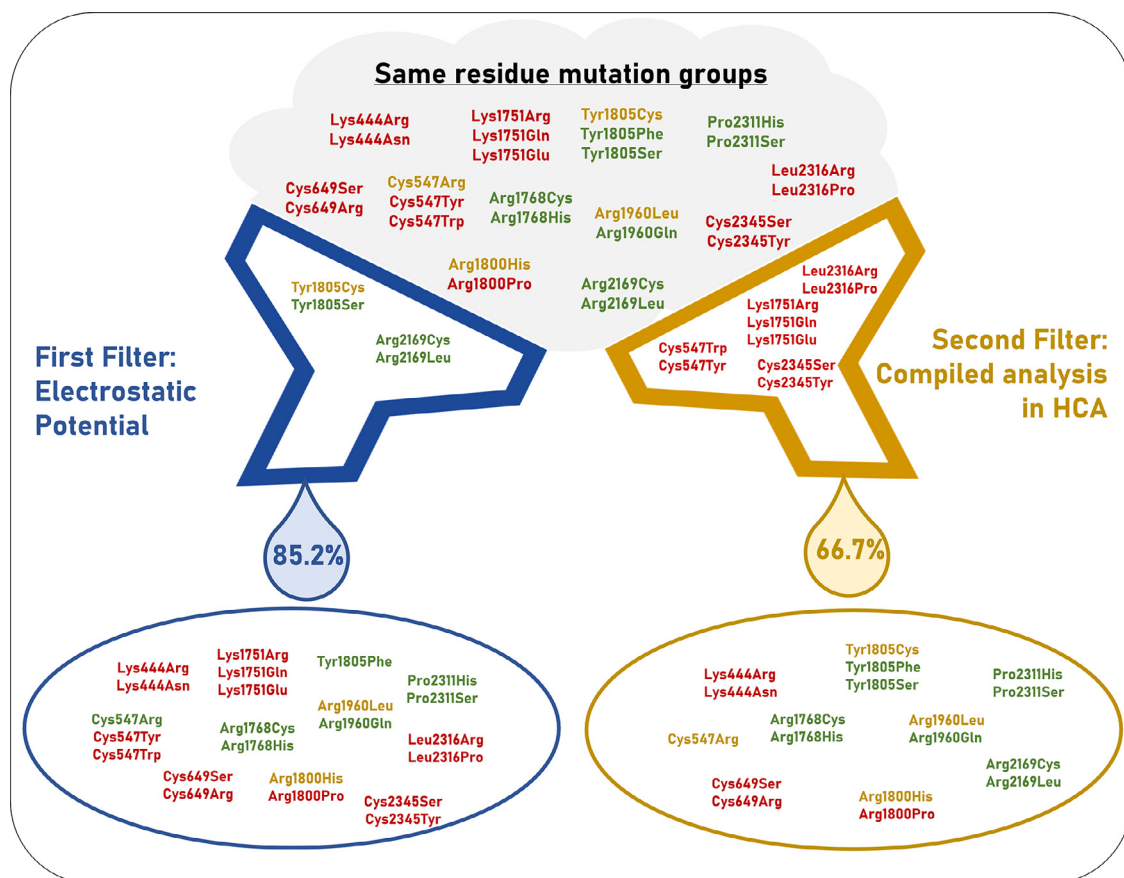 Same residue mutation groups
Lys444Arg
Lys444Asn
Lys1751Arg
Lys1751Gln
Lys1751Glu
Tyr1805Cys
Tyr1805Phe
Tyr1805Ser
Pro2311His
Pro2311Ser
Leu2316Arg
Leu2316Pro
Cys649Ser
Cys649Arg
Cys547Arg
Cys547Tyr
Cys547Trp
Arg1768Cys
Arg1768His
Arg1960Leu
Arg1960Gln
Cys2345Ser
Cys2345Tyr
Arg1800His
Arg1800Pro
Arg2169Cys
Arg2169Leu
First Filter:
Electrostatic
Potential
Tyr1805Cys
Tyr1805Ser
Arg2169Cys
Arg2169Leu
Leu2316Arg
Leu2316Pro
Lys1751Arg
Lys1751Gln
Lys1751Glu
Cys547Trp
Cys547Tyr
Cys2345Ser
Cys2345Tyr
Second Filter:
Compiled analysis
in HCA
85.2%
66.7%
Lys444Arg
Lys444Asn
Lys1751Arg
Lys1751Gln
Lys1751Glu
Tyr1805Phe
Pro2311His
Pro2311Ser
Cys547Arg
Cys547Tyr
Cys547Trp
Arg1768Cys
Arg1768His
Arg1960Leu
Arg1960Gln
Leu2316Arg
Leu2316Pro
Cys649Ser
Cys649Arg
Arg1800His
Arg1800Pro
Cys2345Ser
Cys2345Tyr
Tyr1805Cys
Tyr1805Phe
Tyr1805Ser
Lys444Arg
Lys444Asn
Pro2311His
Pro2311Ser
Cys547Arg
Arg1768Cys
Arg1768His
Arg1960Leu
Arg1960Gln
Arg2169Cys
Arg2169Leu
Cys649Ser
Cys649Arg
Arg1800His
Arg1800Pro